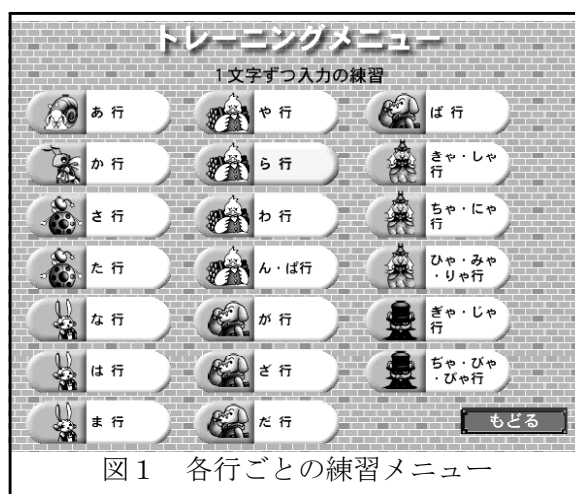 トレーニングメニュー
1文字ずつ入力の練習
あ 行
か 行
さ 行
た 行
な 行
は 行
ま 行
や 行
ら 行
わ 行
ん・ぱ行
が 行
ざ 行
だ 行
ば 行
きゃ・しゃ
行
ちゃ・にゃ
行
ひゃ・みゃ
・りゃ行
ぎゃ・じゃ
行
ぢゃ・びゃ
・ぴゃ行
もどる
図1 各行ごとの練習メニュー